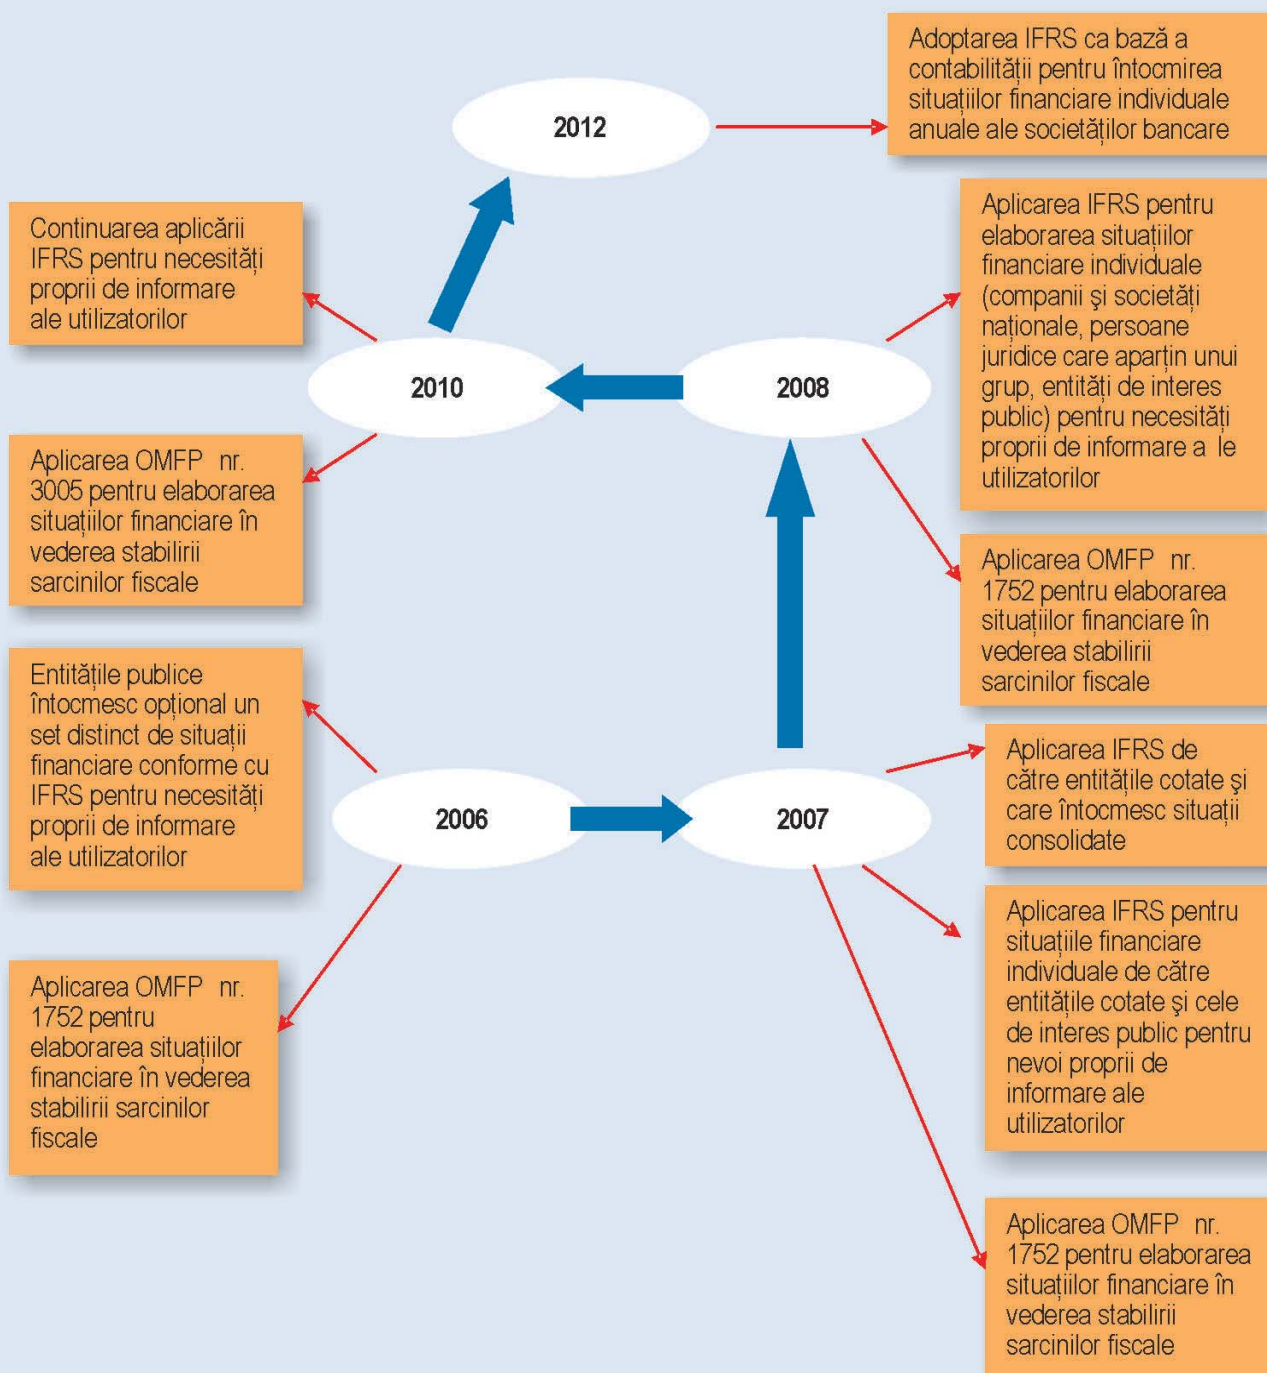 Adoptarea IFRS ca bază a
contabilității pentru întocmirea
situațiilor financiare individuale
anuale ale societăților bancare
2012
Continuarea aplicării
IFRS pentru necesități
proprii de informare
ale utilizatorilor
Aplicarea IFRS pentru
elaborarea situațiilor
financiare individuale
(companii şi societăți
naționale, persoane
juridice care aparțin unui
grup, entități de interes
public) pentru necesități
proprii de informare a le
utilizatorilor
2010
2008
Aplicarea OMFP nr.
3005 pentru elaborarea
situațiilor financiare în
vederea stabilirii
sarcinilor fiscale
Aplicarea OMFP nr.
1752 pentru elaborarea
situațiilor financiare în
vederea stabilirii
sarcinilor fiscale
Entitățile publice
întocmesc opțional un
set distinct de situații
financiare conforme cu
IFRS pentru necesități
proprii de informare
ale utilizatorilor
2006
2007
Aplicarea IFRS de
către entitățile cotate şi
care întocmesc situații
consolidate
Aplicarea IFRS pentru
situațiile financiare
individuale de către
entitățile cotate şi cele
de interes public pentru
nevoi proprii de
informare ale
utilizatorilor
Aplicarea OMFP nr.
1752 pentru
elaborarea situațiilor
financiare în vederea
stabilirii sarcinilor
fiscale
Aplicarea OMFP nr.
1752 pentru elaborarea
situațiilor financiare în
vederea stabilirii
sarcinilor fiscale